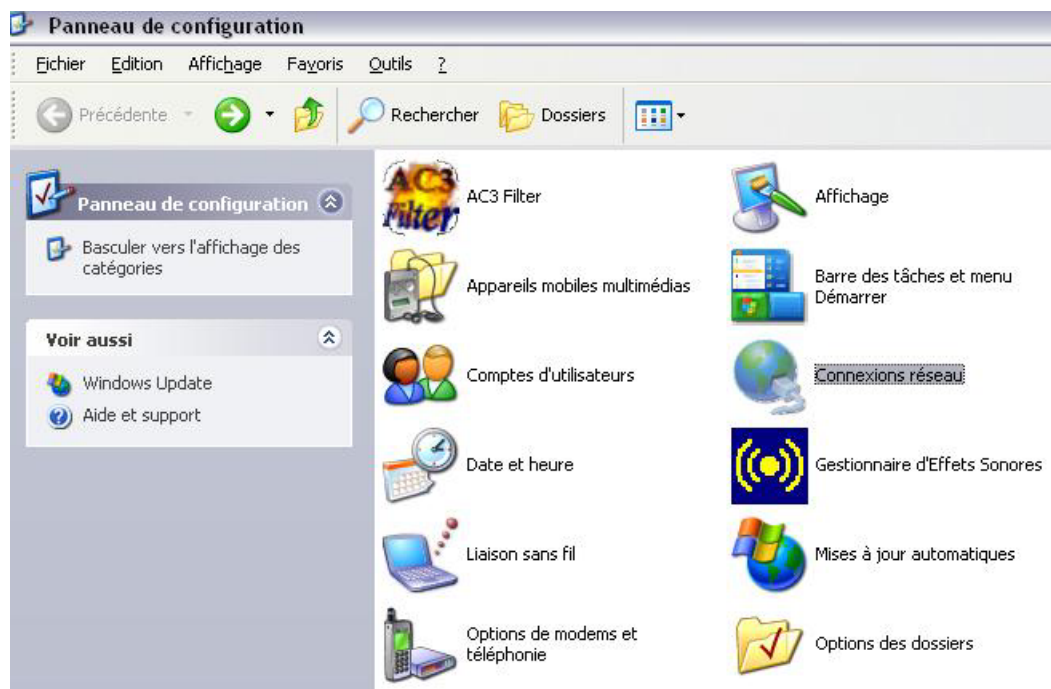 Panneau de configuration
Fichier Edition Affichage Favoris Outils ?
Précédente Rechercher Dossiers
Panneau de configuration
Basculer vers l'affichage des
catégories
Voir aussi
Windows Update
Aide et support
AC3 Filter
AC3 Filter
Affichage
Appareils mobiles multimédias
Barre des tâches et menu
Démarrer
Comptes d'utilisateurs
Connexions réseau
Date et heure
Gestionnaire d'Effets Sonores
Liaison sans fil
Mises à jour automatiques
Options de modems et
téléphonie
Options des dossiers